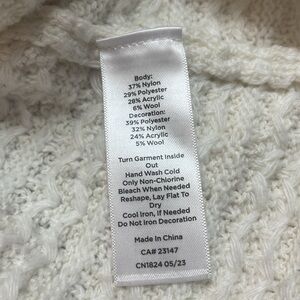 Body:
37% Nylon
29% Polyester
28% Acrylic
6% Wool
Decoration:
39% Polyester
32% Nylon
24% Acrylic
5% Wool
Turn Garment Inside
Out
Hand Wash Cold
Only Non-Chlorine
Bleach When Needed
Reshape, Lay Flat To
Dry
Cool Iron, if Needed
Do Not Iron Decoration
Made In China
CA# 23147
CN1824 05/23